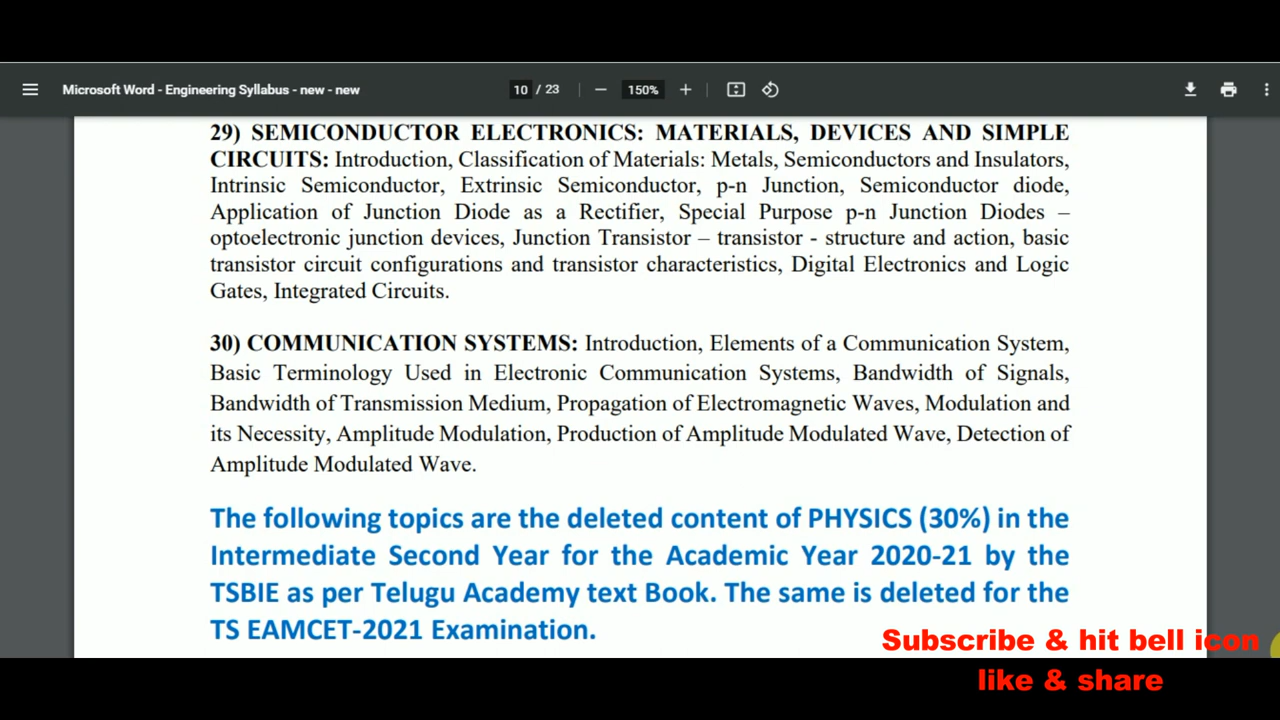 Microsoft Word - Engineering Syllabus - new - new
10 / 23
150%
29) SEMICONDUCTOR ELECTRONICS: MATERIALS, DEVICES AND SIMPLE
CIRCUITS: Introduction, Classification of Materials: Metals, Semiconductors and Insulators,
Intrinsic Semiconductor, Extrinsic Semiconductor, p-n Junction, Semiconductor diode,
Application of Junction Diode as a Rectifier, Special Purpose p-n Junction Diodes –
optoelectronic junction devices, Junction Transistor – transistor - structure and action, basic
transistor circuit configurations and transistor characteristics, Digital Electronics and Logic
Gates, Integrated Circuits.
30) COMMUNICATION SYSTEMS: Introduction, Elements of a Communication System,
Basic Terminology Used in Electronic Communication Systems, Bandwidth of Signals,
Bandwidth of Transmission Medium, Propagation of Electromagnetic Waves, Modulation and
its Necessity, Amplitude Modulation, Production of Amplitude Modulated Wave, Detection of
Amplitude Modulated Wave.
The following topics are the deleted content of PHYSICS (30%) in the
Intermediate Second Year for the Academic Year 2020-21 by the
TSBIE as per Telugu Academy text Book. The same is deleted for the
TS EAMCET-2021 Examination.
Subscribe & hit bell icon
like & share